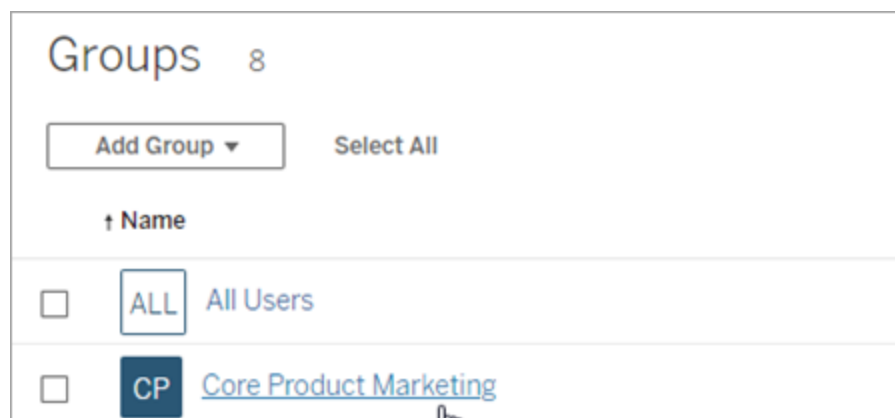 Groups 8
Add Group ▾ Select All
↑ Name
ALL All Users
CP Core Product Marketing